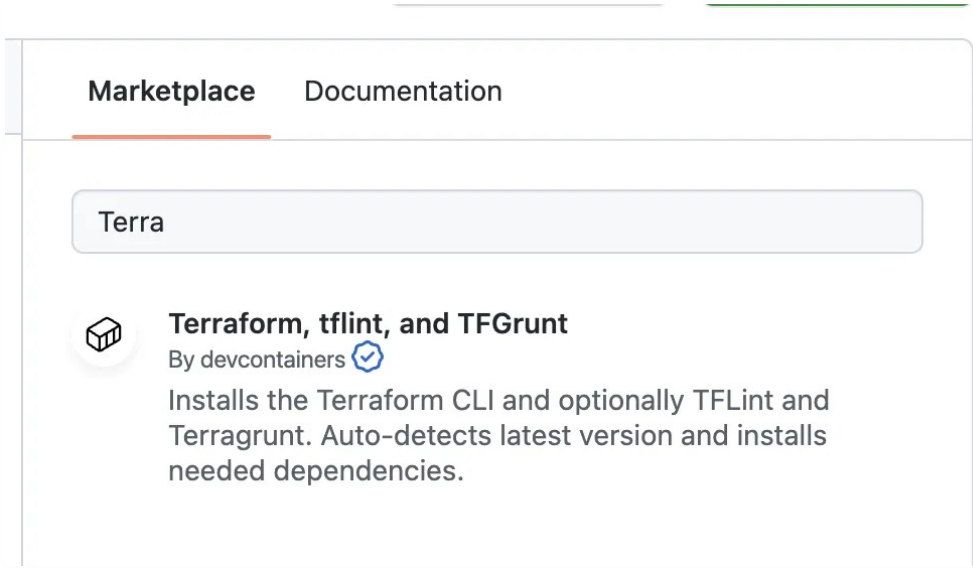 Marketplace
Documentation
Terra
Terraform, tflint, and TFGrunt
By devcontainers
Installs the Terraform CLI and optionally TFLint and
Terragrunt. Auto-detects latest version and installs
needed dependencies.